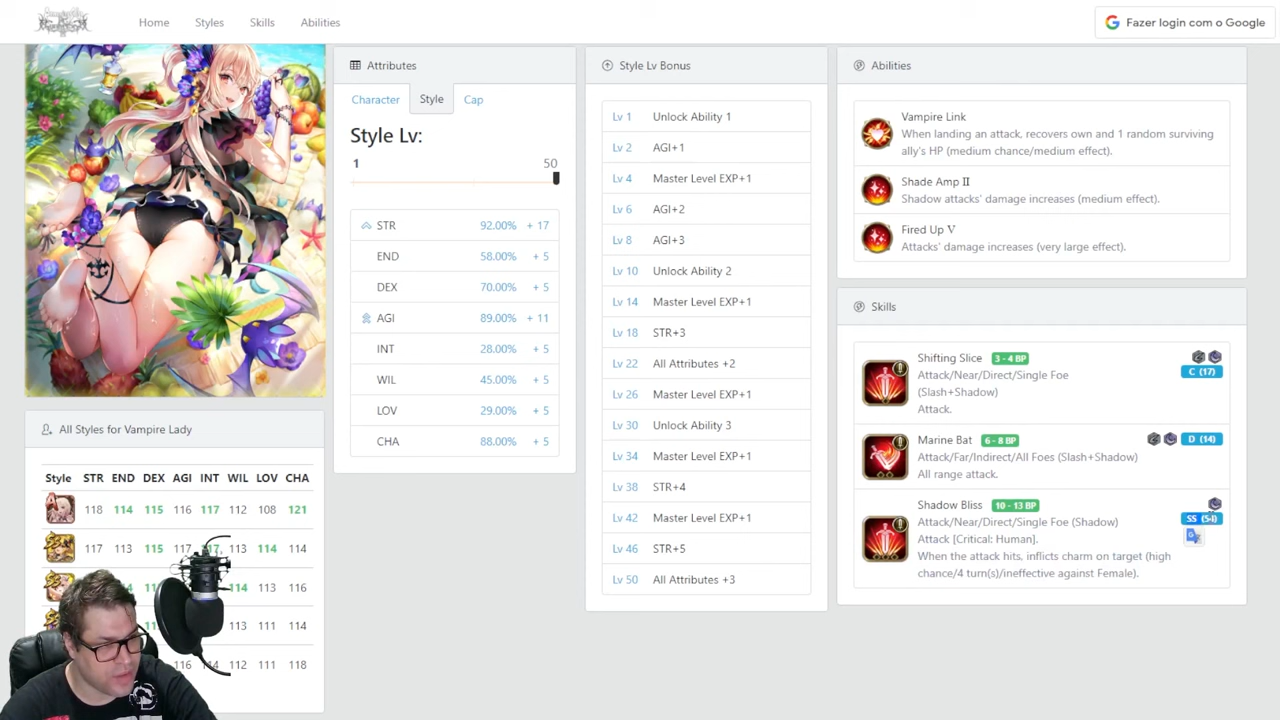 Home Styles Skills Abilities
Fazer login com o Google
Attributes
Character Style Cap
Style Lv:
1 50
STR 92.00% + 17
END 58.00% + 5
DEX 70.00% + 5
AGI 89.00% + 11
INT 28.00% + 5
WIL 45.00% + 5
LOV 29.00% + 5
CHA 88.00% + 5
Style Lv Bonus
Lv 1 Unlock Ability 1
Lv 2 AGI+1
Lv 4 Master Level EXP+1
Lv 6 AGI+2
Lv 8 AGI+3
Lv 10 Unlock Ability 2
Lv 14 Master Level EXP+1
Lv 18 STR+3
Lv 22 All Attributes +2
Lv 26 Master Level EXP+1
Lv 30 Unlock Ability 3
Lv 34 Master Level EXP+1
Lv 38 STR+4
Lv 42 Master Level EXP+1
Lv 46 STR+5
Lv 50 All Attributes +3
Abilities
Vampire Link
When landing an attack, recovers own and 1 random surviving
ally's HP (medium chance/medium effect).
Shade Amp II
Shadow attacks' damage increases (medium effect).
Fired Up V
Attacks' damage increases (very large effect).
Skills
Shifting Slice 3 - 4 BP
C (17)
Attack/Near/Direct/Single Foe
(Slash+Shadow)
Attack.
Marine Bat 6 - 8 BP D (14)
Attack/Far/Indirect/All Foes (Slash+Shadow)
All range attack.
Shadow Bliss 10 - 13 BP
SS (51)
Attack/Near/Direct/Single Foe (Shadow)
Attack [Critical: Human].
When the attack hits, inflicts charm on target (high
chance/4 turn(s)/ineffective against Female).
All Styles for Vampire Lady
Style STR END DEX AGI INT WIL LOV CHA
118 114 115 116 117 112 108 121
117 113 115 117 117 113 114 114
114 113 116
113 111 114
116 114 112 111 118